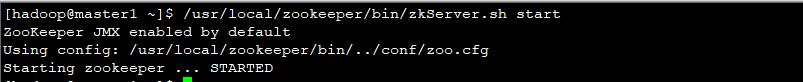 [hadoop@master1 ~]$ /usr/local/zookeeper/bin/zkServer.sh start
ZooKeeper JMX enabled by default
Using config: /usr/local/zookeeper/bin/../conf/zoo.cfg
Starting zookeeper ... STARTED